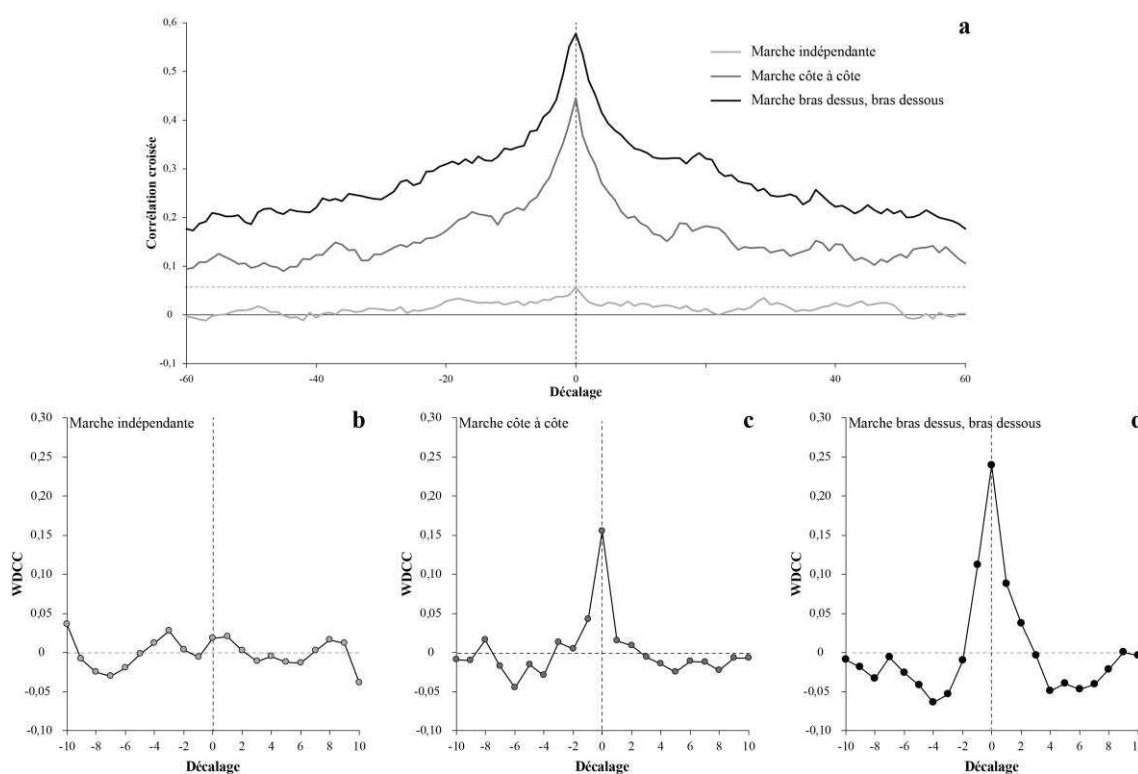 a
0,6
0,5
0,4
0,3
0,2
0,1
0
-0,1
Corrélation croisée
Marche indépendante
Marche côte à côte
Marche bras dessus, bras dessous
-60 -40 -20 0 20 40 60
Décalage
b
Marche indépendante
0,30
0,25
0,20
0,15
0,10
0,05
0
-0,05
-0,10
WDCC
-10 -8 -6 -4 -2 0 2 4 6 8 10
Décalage
c
Marche côte à côte
0,30
0,25
0,20
0,15
0,10
0,05
0
-0,05
-0,10
WDCC
-10 -8 -6 -4 -2 0 2 4 6 8 10
Décalage
d
Marche bras dessus, bras dessous
0,30
0,25
0,20
0,15
0,10
0,05
0
-0,05
-0,10
WDCC
-10 -8 -6 -4 -2 0 2 4 6 8 10
Décalage